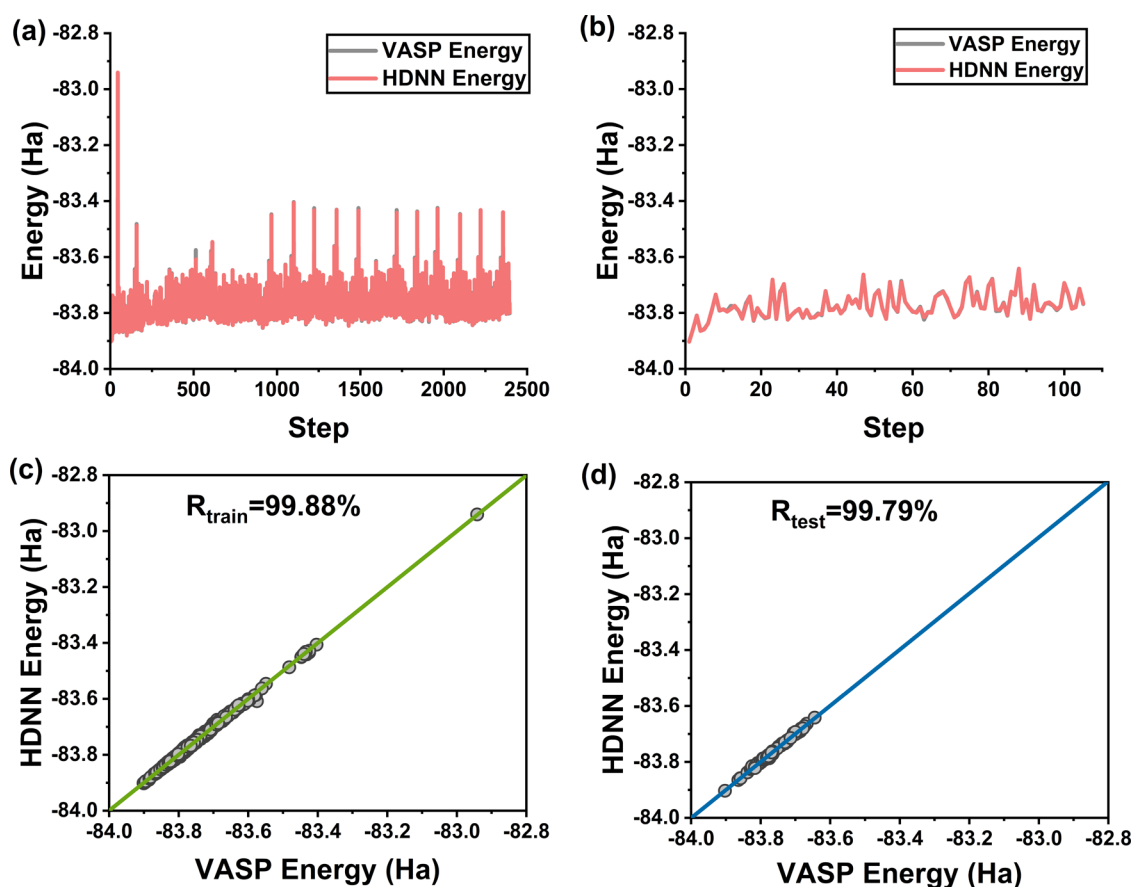 (a)
VASP Energy
HDNN Energy
-82.8
-83.0
-83.2
-83.4
-83.6
-83.8
-84.0
Energy (Ha)
0 500 1000 1500 2000 2500
Step
(b)
VASP Energy
HDNN Energy
-82.8
-83.0
-83.2
-83.4
-83.6
-83.8
-84.0
Energy (Ha)
0 20 40 60 80 100
Step
(c)
R_train=99.88%
-82.8
-83.0
-83.2
-83.4
-83.6
-83.8
-84.0
HDNN Energy (Ha)
-84.0 -83.8 -83.6 -83.4 -83.2 -83.0 -82.8
VASP Energy (Ha)
(d)
R_test=99.79%
-82.8
-83.0
-83.2
-83.4
-83.6
-83.8
-84.0
HDNN Energy (Ha)
-84.0 -83.8 -83.6 -83.4 -83.2 -83.0 -82.8
VASP Energy (Ha)